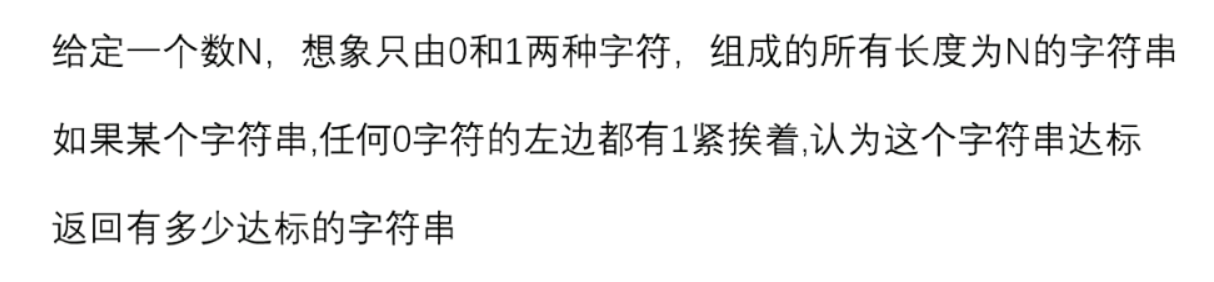 给定一个数N，想象只由0和1两种字符，组成的所有长度为N的字符串
如果某个字符串,任何0字符的左边都有1紧挨着,认为这个字符串达标
返回有多少达标的字符串